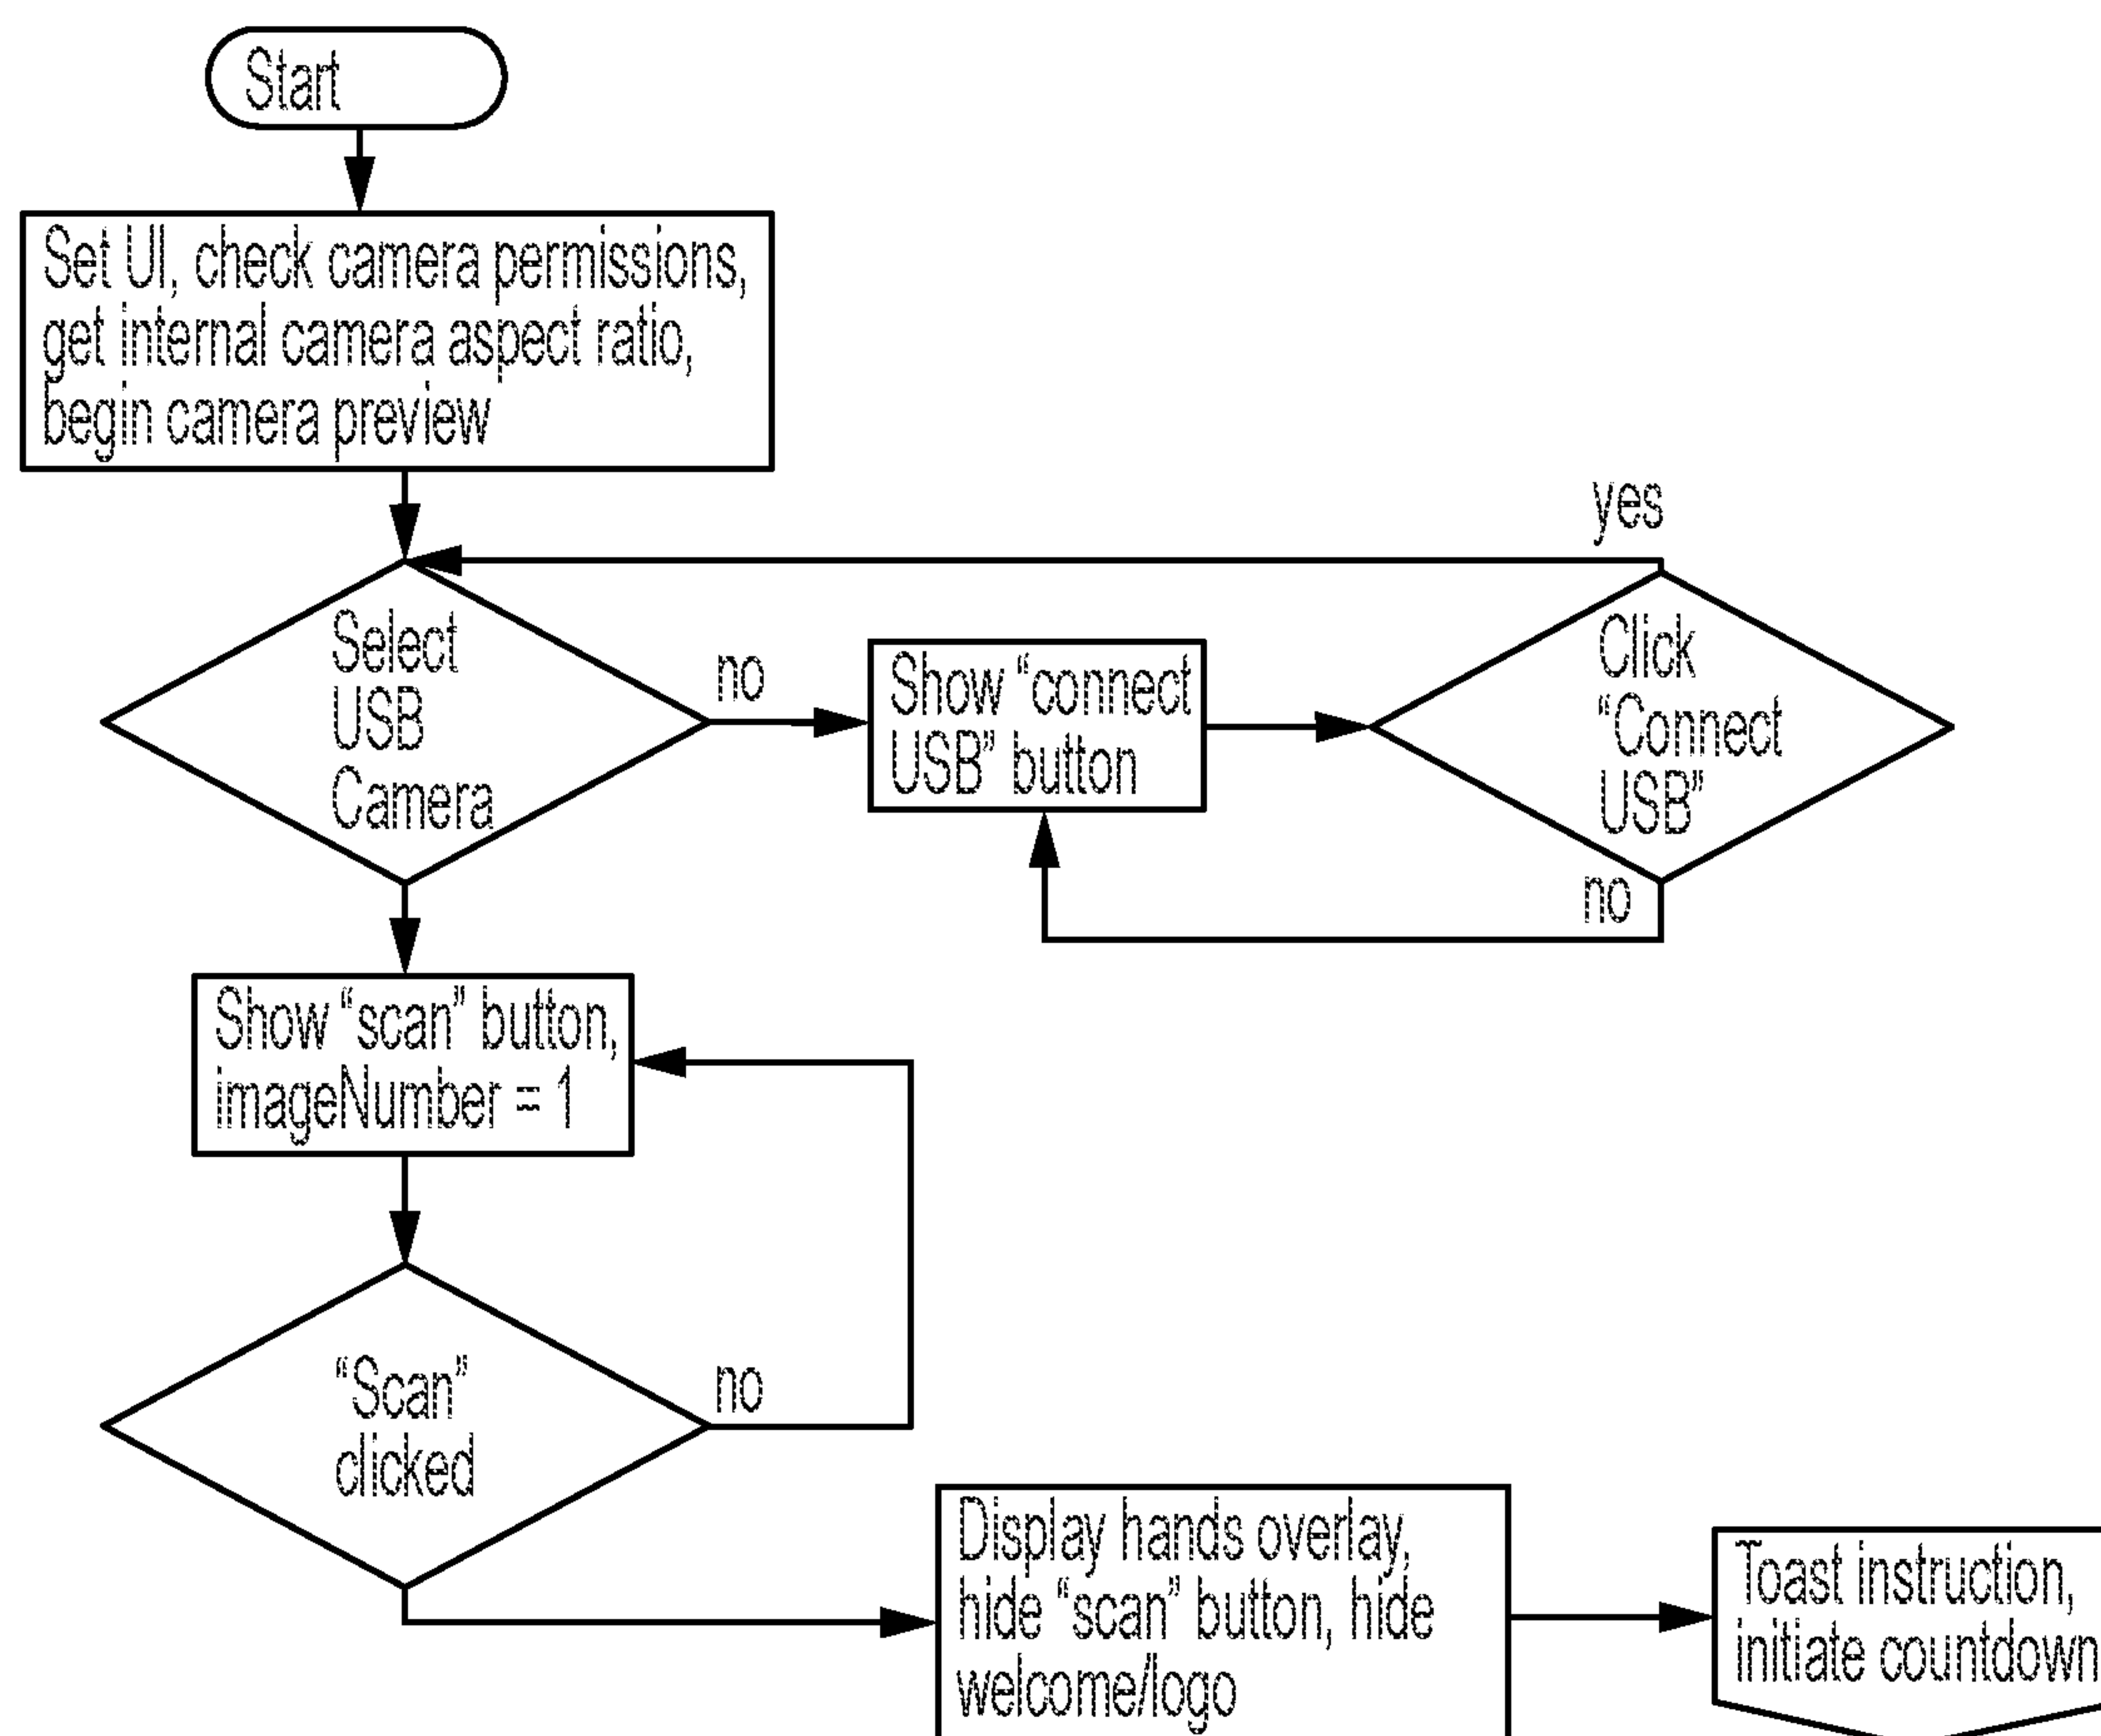 Start
Set UI, check camera permissions,
get internal camera aspect ratio,
begin camera preview
yes
Select
USB
Camera
no
Show “connect
USB” button
Click
“Connect
USB”
no
Show “scan” button,
imageNumber = 1
“Scan”
clicked
no
Display hands overlay,
hide “scan” button, hide
welcome/logo
Toast instruction,
initiate countdown